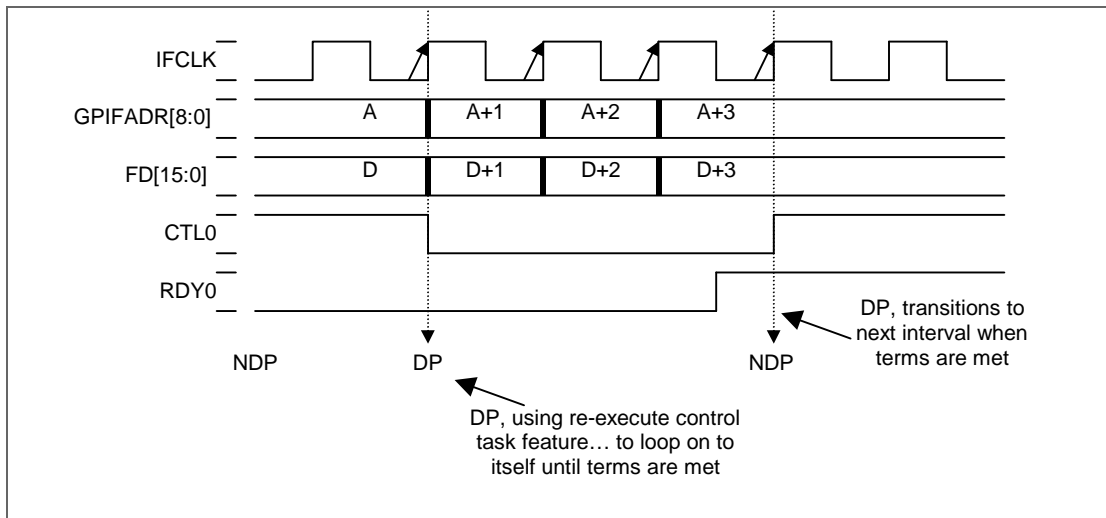 IFCLK
GPIFADR[8:0]
A
A+1
A+2
A+3
FD[15:0]
D
D+1
D+2
D+3
CTL0
RDY0
NDP
DP
NDP
DP, transitions to
next interval when
terms are met
DP, using re-execute control
task feature… to loop on to
itself until terms are met